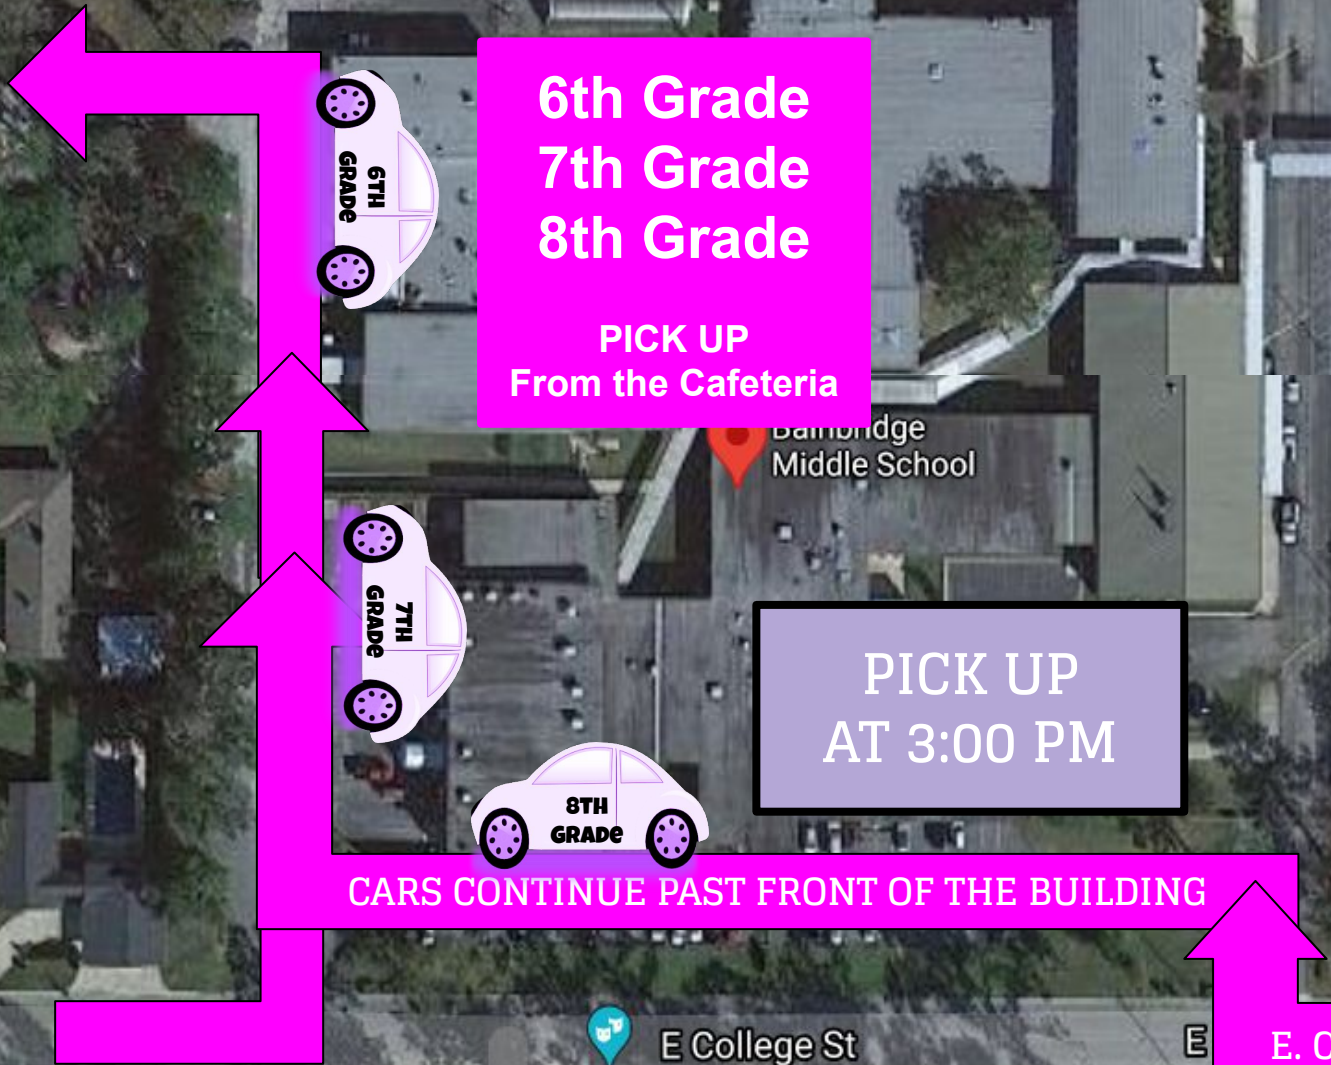 6th Grade
7th Grade
8th Grade
PICK UP
From the Cafeteria
6TH
GRADE
Bainbridge
Middle School
7TH
GRADE
PICK UP
AT 3:00 PM
8TH
GRADE
CARS CONTINUE PAST FRONT OF THE BUILDING
E College St
E
E.